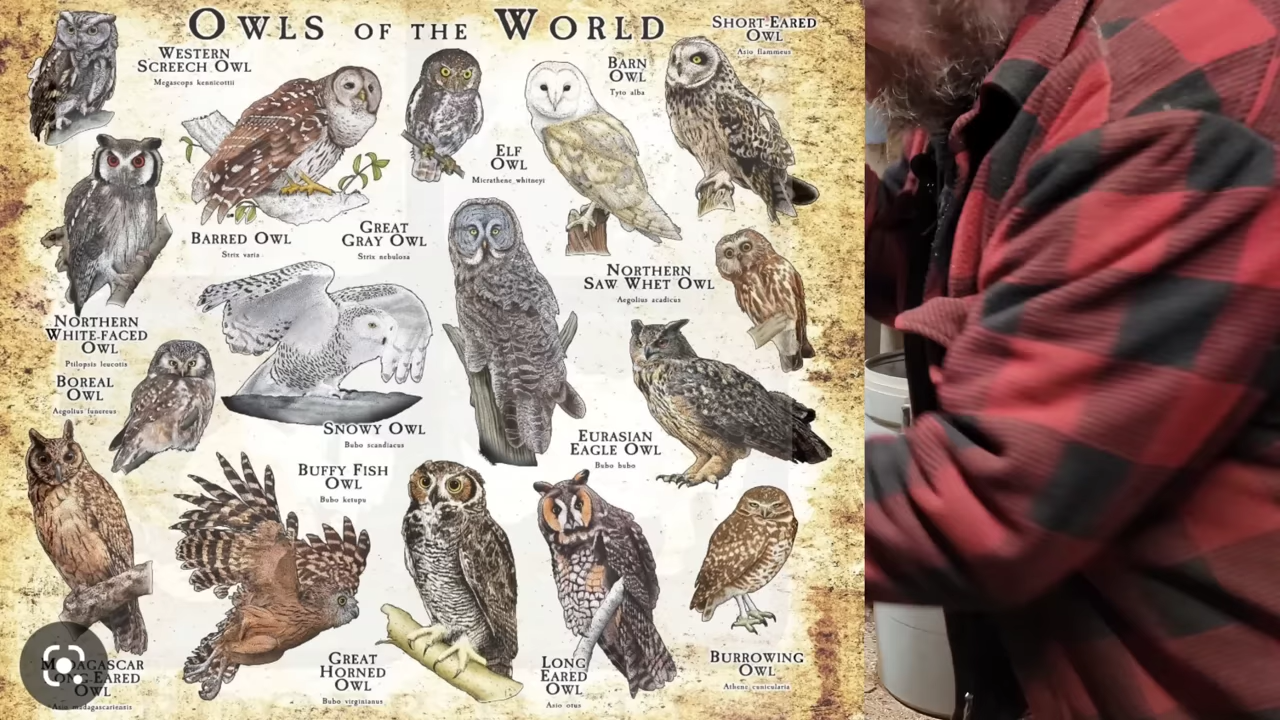 OWLS OF THE WORLD
SHORT-EARED
OWL
Asio flammeus
WESTERN
SCREECH OWL
Megascops kennicottii
BARN
OWL
Tyto alba
ELF
OWL
Micrathene whitneyi
BARRED OWL
Strix varia
GREAT
GRAY OWL
Strix nebulosa
NORTHERN
SAW WHET OWL
Aegolius acadicus
NORTHERN
WHITE-FACED
OWL
Ptilopsis leucotis
BOREAL
OWL
Aegolius funereus
SNOWY OWL
Bubo scandiacus
EURASIAN
EAGLE OWL
Bubo bubo
BUFFY FISH
OWL
Bubo ketupu
MADAGASCAR
LONG-EARED
OWL
Asio madagascariensis
GREAT
HORNED
OWL
Bubo virginianus
LONG
EARED
OWL
Asio otus
BURROWING
OWL
Athene cunicularia